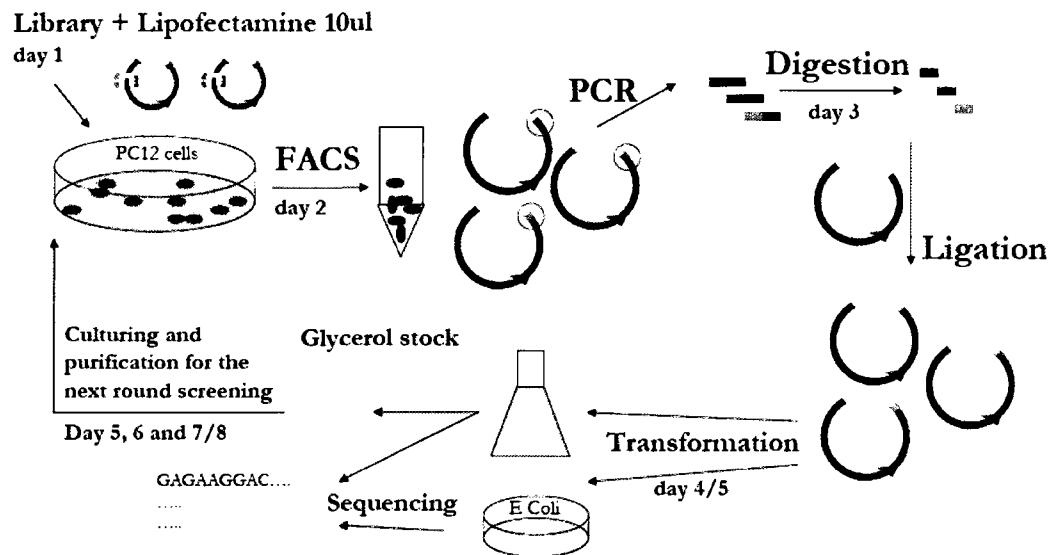 Library + Lipofectamine 10ul
day 1
PC12 cells
FACS
day 2
PCR
Digestion
day 3
Ligation
Transformation
day 4/5
Glycerol stock
E Coli
Sequencing
GAGAAGGAC....
.....
.....
Culturing and
purification for the
next round screening
Day 5, 6 and 7/8